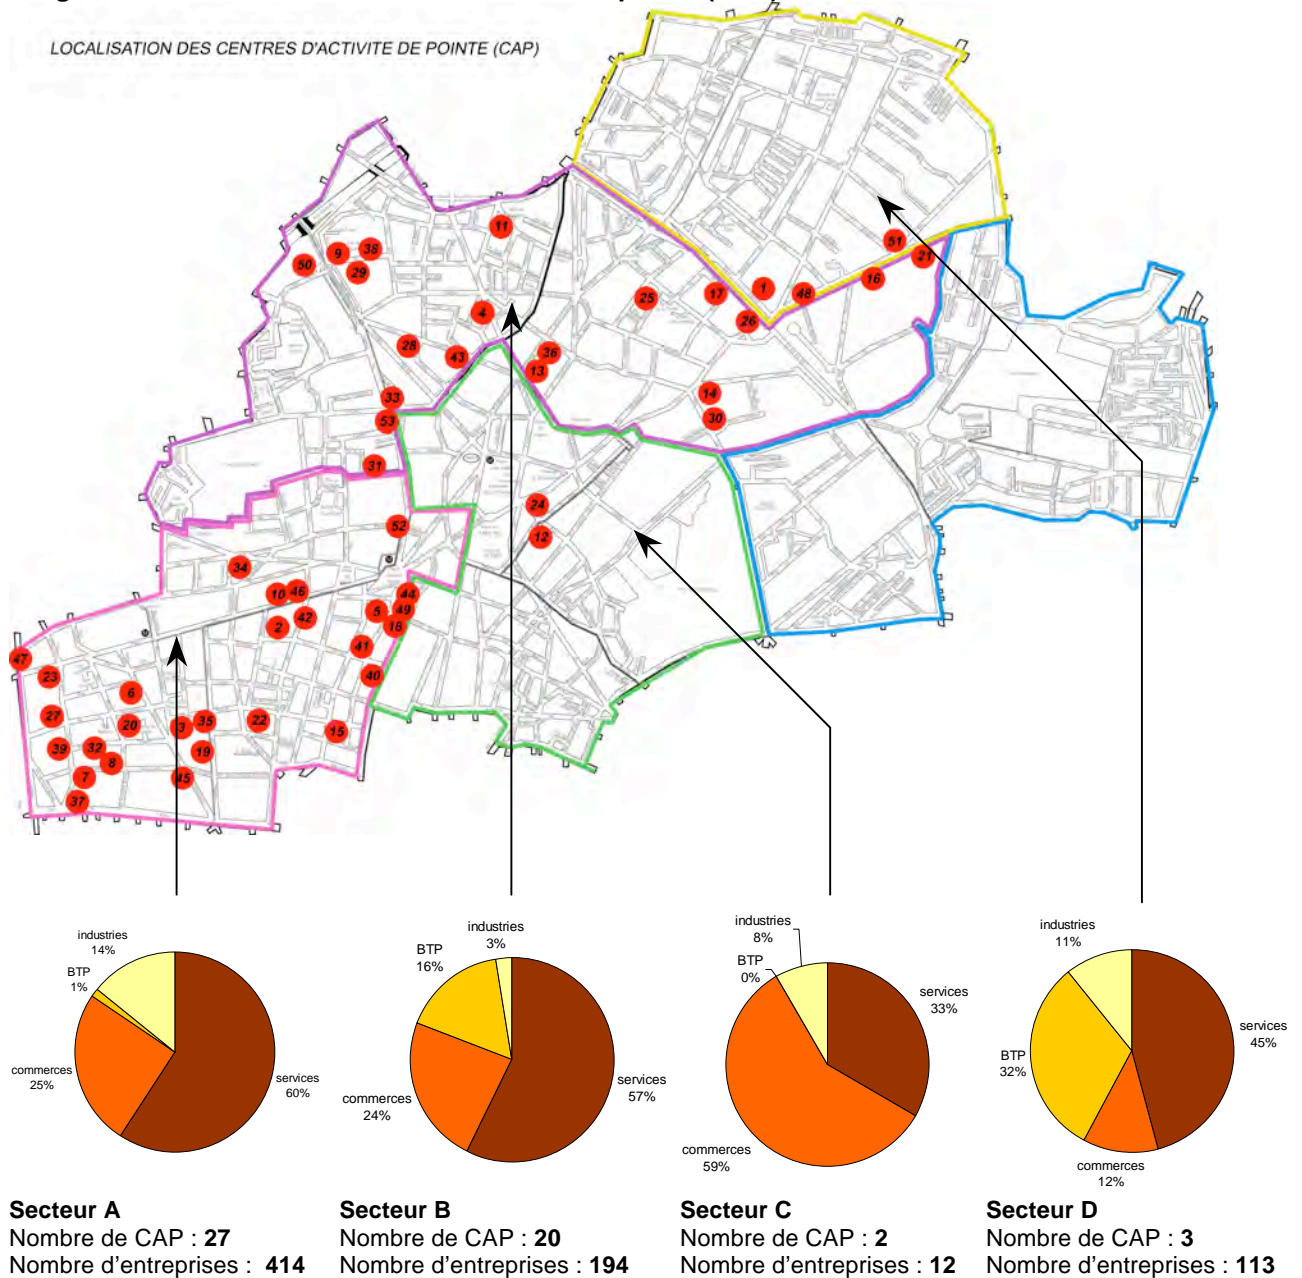 LOCALISATION DES CENTRES D'ACTIVITE DE POINTE (CAP)
11
9
38
50
29
51
21
16
1
48
17
25
26
4
28
43
36
13
14
30
33
53
31
24
12
52
34
10
46
44
5
49
42
2
18
41
47
23
40
6
27
20
3
35
22
15
39
32
19
8
7
45
37
industries
14%
BTP
1%
commerces
25%
services
60%
industries
3%
BTP
16%
commerces
24%
services
57%
industries
8%
BTP
0%
services
33%
commerces
59%
industries
11%
BTP
32%
services
45%
commerces
12%
Secteur A
Nombre de CAP : 27
Nombre d'entreprises : 414
Secteur B
Nombre de CAP : 20
Nombre d'entreprises : 194
Secteur C
Nombre de CAP : 2
Nombre d'entreprises : 12
Secteur D
Nombre de CAP : 3
Nombre d'entreprises : 113